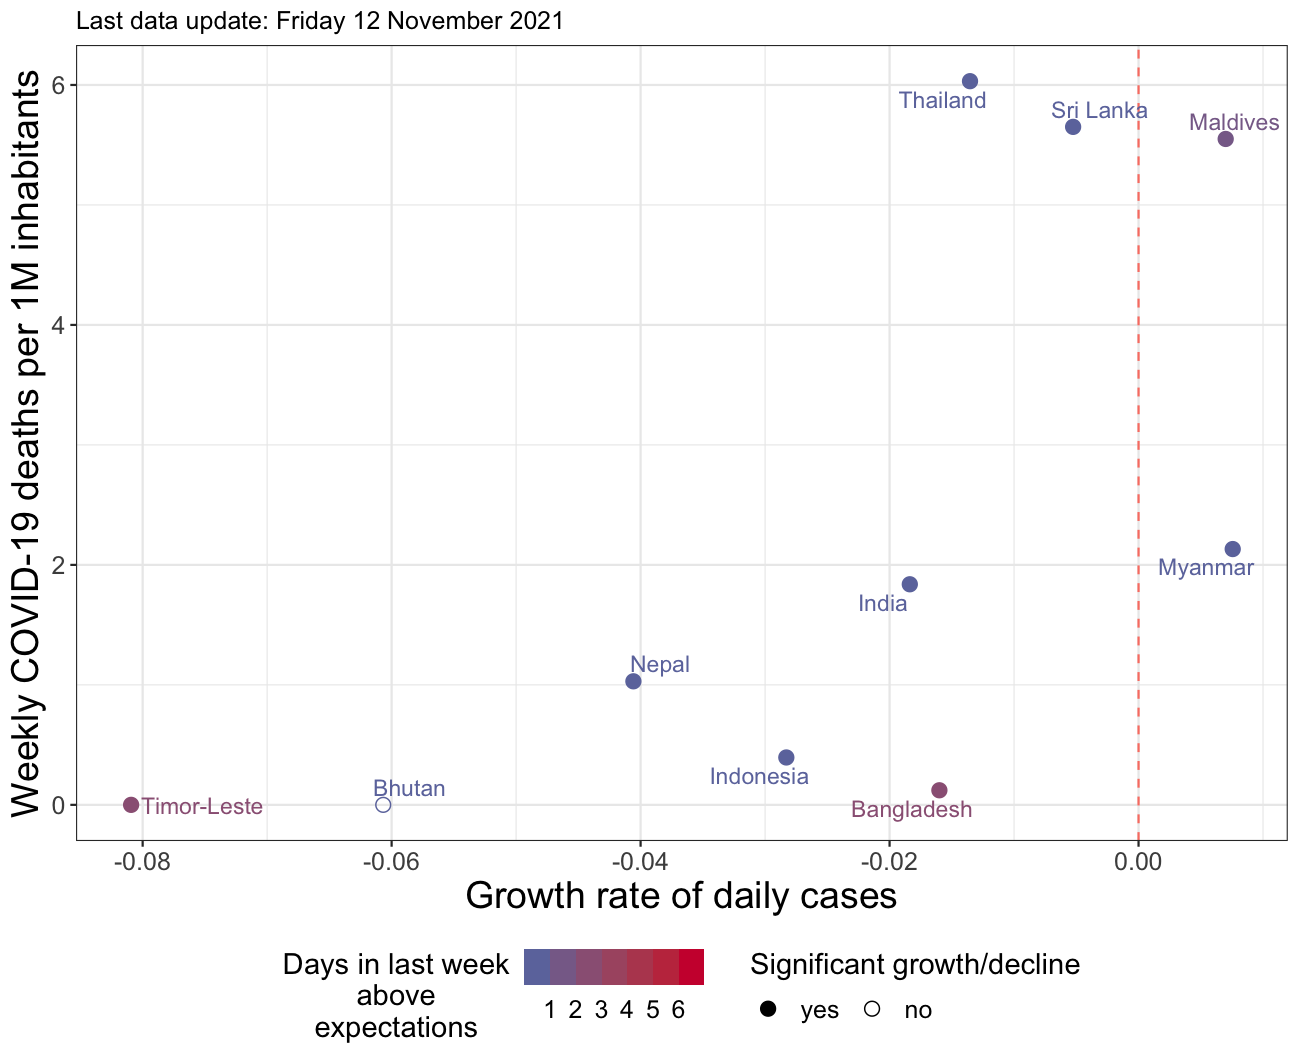 Last data update: Friday 12 November 2021
Weekly COVID-19 deaths per 1M inhabitants
6
4
2
0
Thailand
Sri Lanka
Maldives
Myanmar
India
Nepal
Indonesia
Bhutan
Timor-Leste
Bangladesh
-0.08 -0.06 -0.04 -0.02 0.00
Growth rate of daily cases
Days in last week
above
expectations
1 2 3 4 5 6
Significant growth/decline
yes no